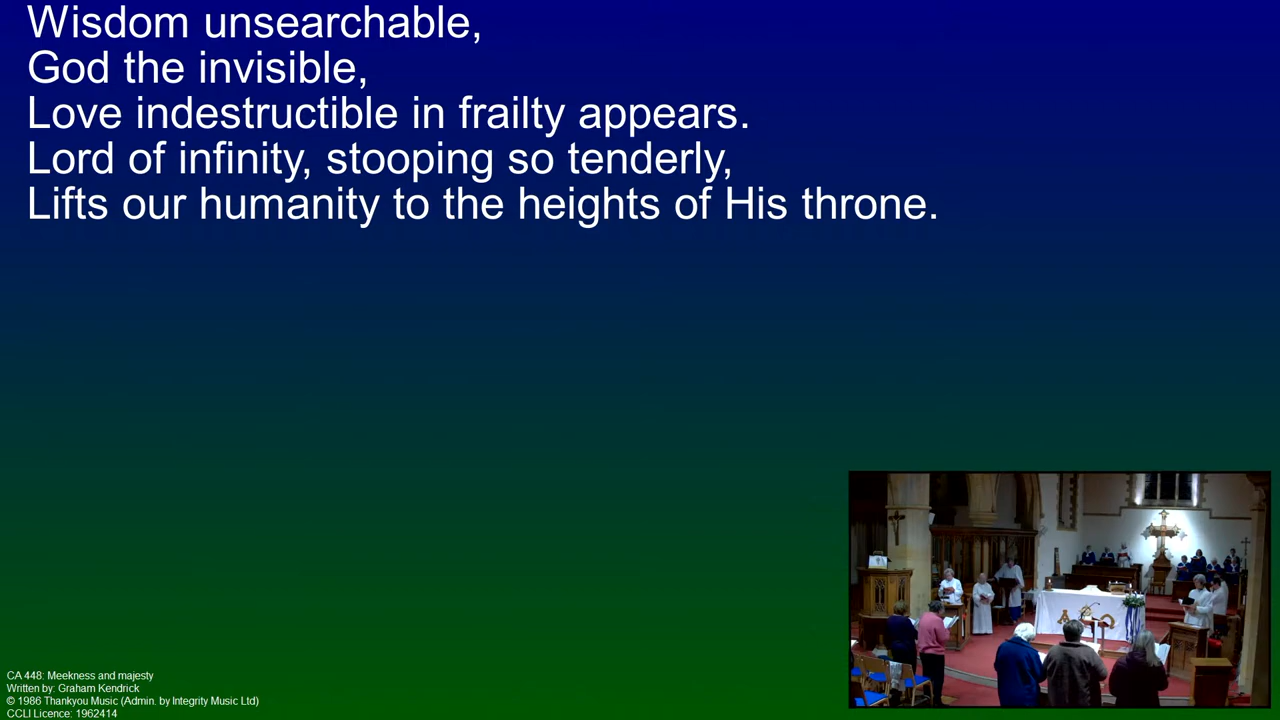 Wisdom unsearchable,
God the invisible,
Love indestructible in frailty appears.
Lord of infinity, stooping so tenderly,
Lifts our humanity to the heights of His throne.
CA 448: Meekness and majesty
Written by: Graham Kendrick
© 1986 Thankyou Music (Admin. by Integrity Music Ltd)
CCLI Licence: 1962414